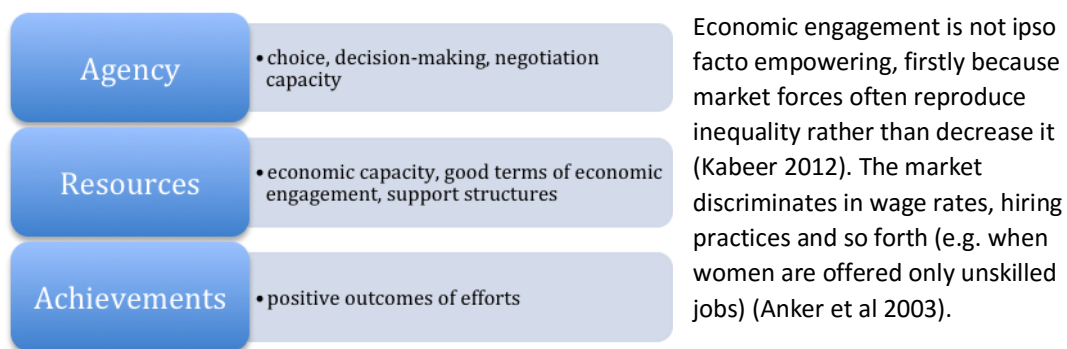 Agency
• choice, decision-making, negotiation
capacity
Resources
• economic capacity, good terms of economic
engagement, support structures
Achievements
• positive outcomes of efforts
Economic engagement is not ipso
facto empowering, firstly because
market forces often reproduce
inequality rather than decrease it
(Kabeer 2012). The market
discriminates in wage rates, hiring
practices and so forth (e.g. when
women are offered only unskilled
jobs) (Anker et al 2003).